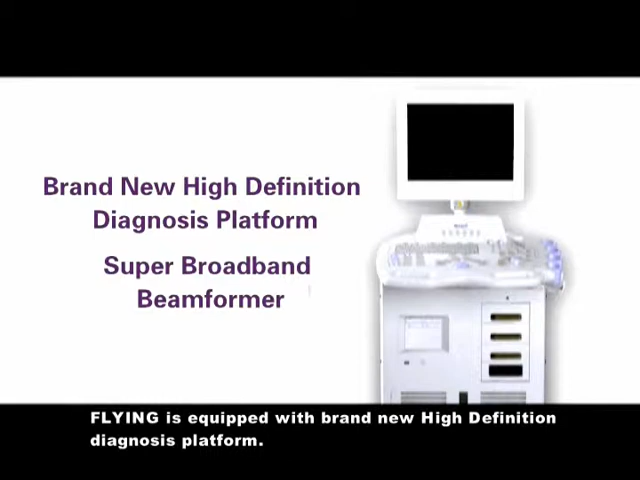 Brand New High Definition
Diagnosis Platform
Super Broadband
Beamformer
FLYING is equipped with brand new High Definition
diagnosis platform.